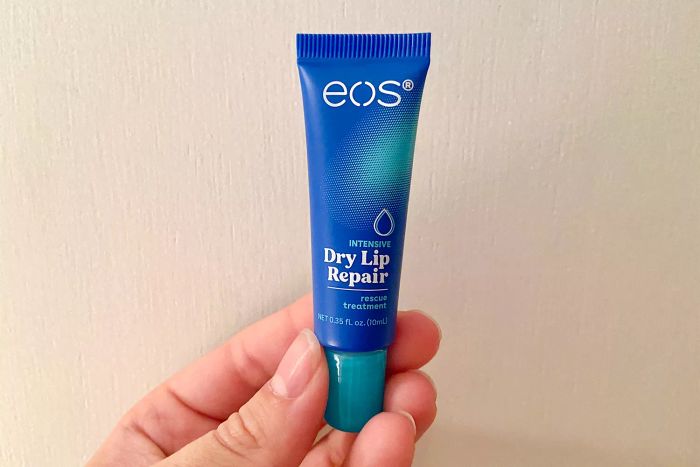 eos®
INTENSIVE
Dry Lip
Repair
rescue
treatment
NET 0.35 fl. oz. (10mL)